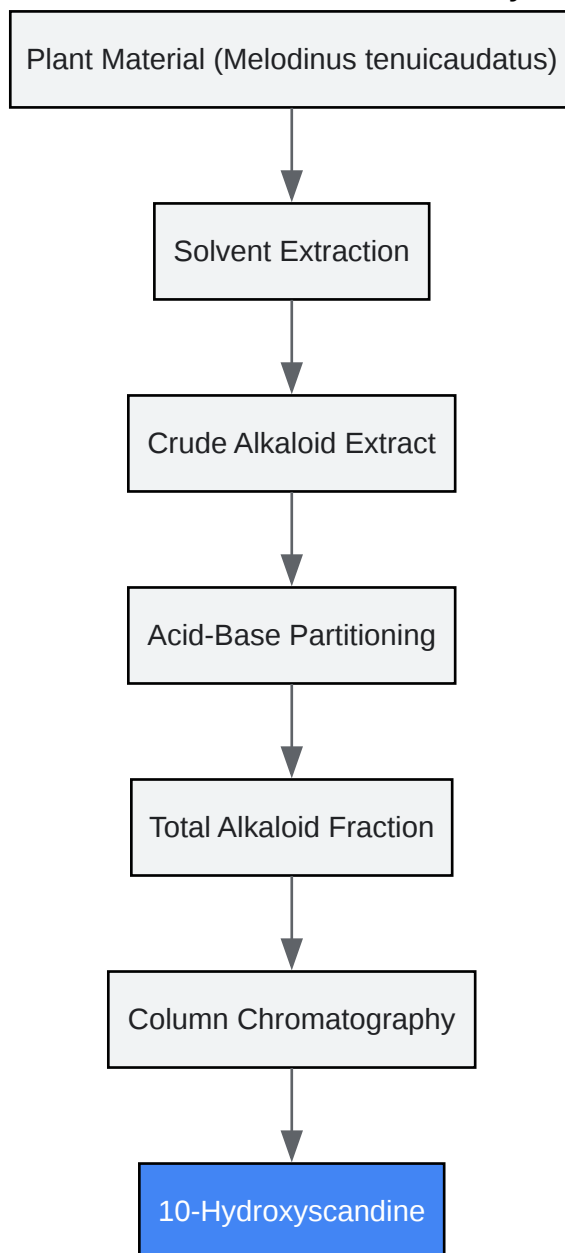 Plant Material (Melodinus tenuicaudatus)
Solvent Extraction
Crude Alkaloid Extract
Acid-Base Partitioning
Total Alkaloid Fraction
Column Chromatography
10-Hydroxyscandine